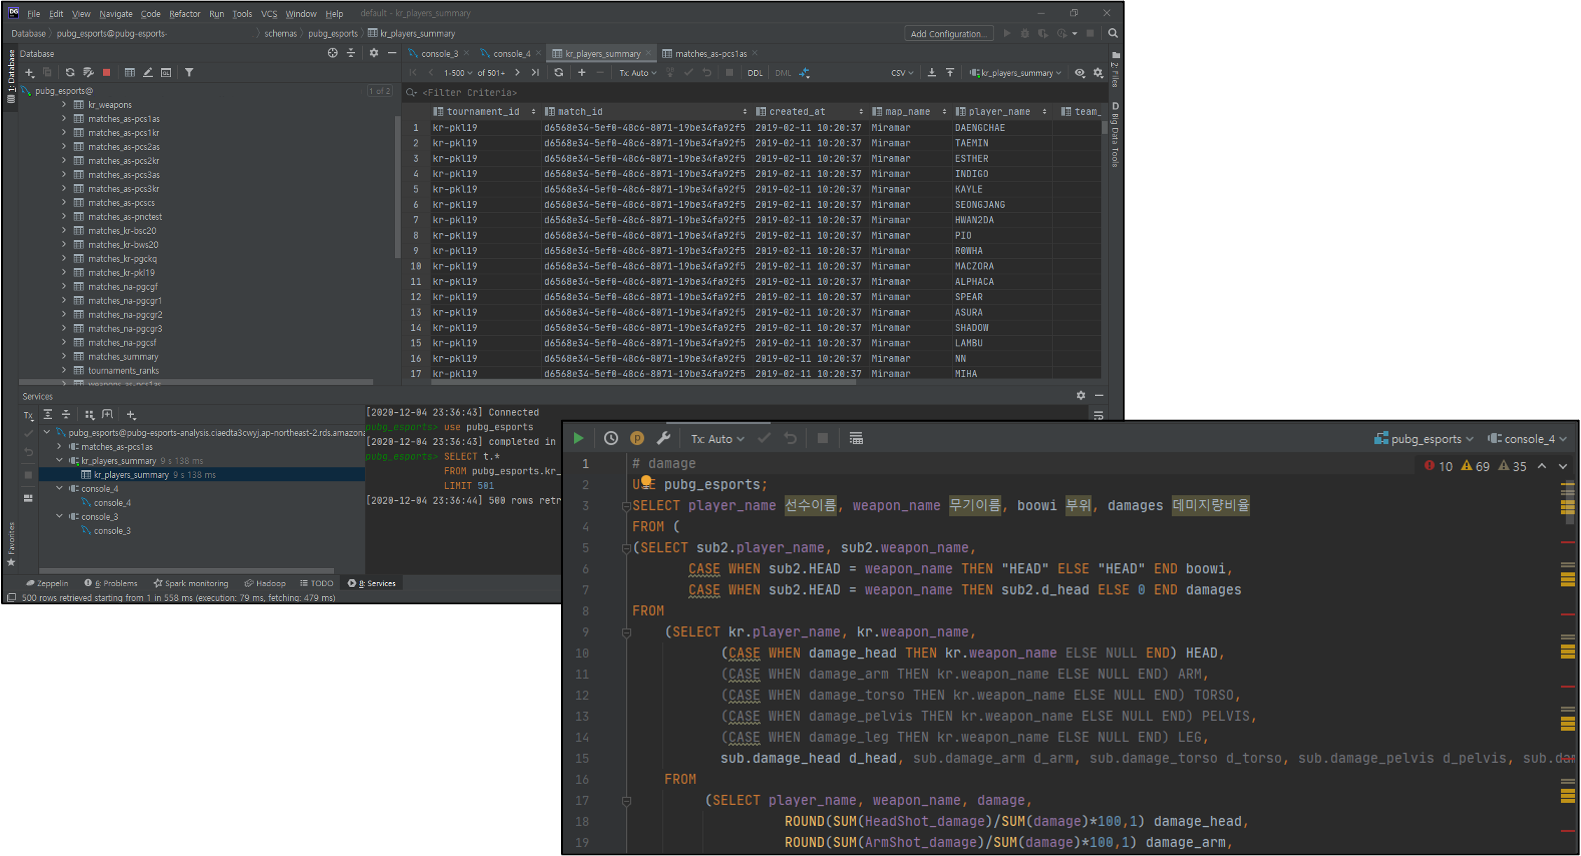 File Edit View Navigate Code Refactor Run Tools VCS Window Help default - kr_players_summary
Database pubg_esports@pubg-esports- schemas pubg_esports kr_players_summary Add Configuration...
1: Database
Database
pubg_esports@ 1 of 2
kr_weapons
matches_as-pcs1as
matches_as-pcs1kr
matches_as-pcs2as
matches_as-pcs2kr
matches_as-pcs3as
matches_as-pcs3kr
matches_as-pcscs
matches_as-pnctest
matches_kr-bsc20
matches_kr-bws20
matches_kr-pgckq
matches_kr-pkl19
matches_na-pgcgf
matches_na-pgcgr1
matches_na-pgcgr2
matches_na-pgcgr3
matches_na-pgcsf
matches_summary
tournaments_ranks
weapons_as-pcs1as
console_3 console_4 kr_players_summary matches_as-pcs1as
1-500 of 501+ Tx: Auto DDL DML CSV kr_players_summary
<Filter Criteria>
tournament_id match_id created_at map_name player_name team_
1 kr-pkl19 d6568e34-5ef0-48c6-8071-19be34fa92f5 2019-02-11 10:20:37 Miramar DAENGCHAE
2 kr-pkl19 d6568e34-5ef0-48c6-8071-19be34fa92f5 2019-02-11 10:20:37 Miramar TAEMIN
3 kr-pkl19 d6568e34-5ef0-48c6-8071-19be34fa92f5 2019-02-11 10:20:37 Miramar ESTHER
4 kr-pkl19 d6568e34-5ef0-48c6-8071-19be34fa92f5 2019-02-11 10:20:37 Miramar INDIGO
5 kr-pkl19 d6568e34-5ef0-48c6-8071-19be34fa92f5 2019-02-11 10:20:37 Miramar KAYLE
6 kr-pkl19 d6568e34-5ef0-48c6-8071-19be34fa92f5 2019-02-11 10:20:37 Miramar SEONGJANG
7 kr-pkl19 d6568e34-5ef0-48c6-8071-19be34fa92f5 2019-02-11 10:20:37 Miramar HWAN2DA
8 kr-pkl19 d6568e34-5ef0-48c6-8071-19be34fa92f5 2019-02-11 10:20:37 Miramar PIO
9 kr-pkl19 d6568e34-5ef0-48c6-8071-19be34fa92f5 2019-02-11 10:20:37 Miramar R0WHA
10 kr-pkl19 d6568e34-5ef0-48c6-8071-19be34fa92f5 2019-02-11 10:20:37 Miramar MACZORA
11 kr-pkl19 d6568e34-5ef0-48c6-8071-19be34fa92f5 2019-02-11 10:20:37 Miramar ALPHACA
12 kr-pkl19 d6568e34-5ef0-48c6-8071-19be34fa92f5 2019-02-11 10:20:37 Miramar SPEAR
13 kr-pkl19 d6568e34-5ef0-48c6-8071-19be34fa92f5 2019-02-11 10:20:37 Miramar ASURA
14 kr-pkl19 d6568e34-5ef0-48c6-8071-19be34fa92f5 2019-02-11 10:20:37 Miramar SHADOW
15 kr-pkl19 d6568e34-5ef0-48c6-8071-19be34fa92f5 2019-02-11 10:20:37 Miramar LAMBU
16 kr-pkl19 d6568e34-5ef0-48c6-8071-19be34fa92f5 2019-02-11 10:20:37 Miramar NN
17 kr-pkl19 d6568e34-5ef0-48c6-8071-19be34fa92f5 2019-02-11 10:20:37 Miramar MIHA
2: Files
Big Data Tools
Services
Tx
pubg_esports@pubg-esports-analysis.ciaedta3cwyj.ap-northeast-2.rds.amazona
matches_as-pcs1as
kr_players_summary 9 s 138 ms
kr_players_summary 9 s 138 ms
console_4
console_4
console_3
console_3
Favorites
[2020-12-04 23:36:43] Connected
pubg_esports> use pubg_esports
[2020-12-04 23:36:43] completed in
pubg_esports> SELECT t.*
FROM pubg_esports.kr_
LIMIT 501
[2020-12-04 23:36:44] 500 rows retr
Zeppelin 6: Problems Spark monitoring Hadoop TODO 8: Services
500 rows retrieved starting from 1 in 558 ms (execution: 79 ms, fetching: 479 ms)
Tx: Auto pubg_esports console_4
10 69 35
1 # damage
2 USE pubg_esports;
3 SELECT player_name 선수이름, weapon_name 무기이름, boowi 부위, damages 데미지량비율
4 FROM (
5 (SELECT sub2.player_name, sub2.weapon_name,
6 CASE WHEN sub2.HEAD = weapon_name THEN "HEAD" ELSE "HEAD" END boowi,
7 CASE WHEN sub2.HEAD = weapon_name THEN sub2.d_head ELSE 0 END damages
8 FROM
9 (SELECT kr.player_name, kr.weapon_name,
10 (CASE WHEN damage_head THEN kr.weapon_name ELSE NULL END) HEAD,
11 (CASE WHEN damage_arm THEN kr.weapon_name ELSE NULL END) ARM,
12 (CASE WHEN damage_torso THEN kr.weapon_name ELSE NULL END) TORSO,
13 (CASE WHEN damage_pelvis THEN kr.weapon_name ELSE NULL END) PELVIS,
14 (CASE WHEN damage_leg THEN kr.weapon_name ELSE NULL END) LEG,
15 sub.damage_head d_head, sub.damage_arm d_arm, sub.damage_torso d_torso, sub.damage_pelvis d_pelvis, sub.da
16 FROM
17 (SELECT player_name, weapon_name, damage,
18 ROUND(SUM(HeadShot_damage)/SUM(damage)*100,1) damage_head,
19 ROUND(SUM(ArmShot_damage)/SUM(damage)*100,1) damage_arm,